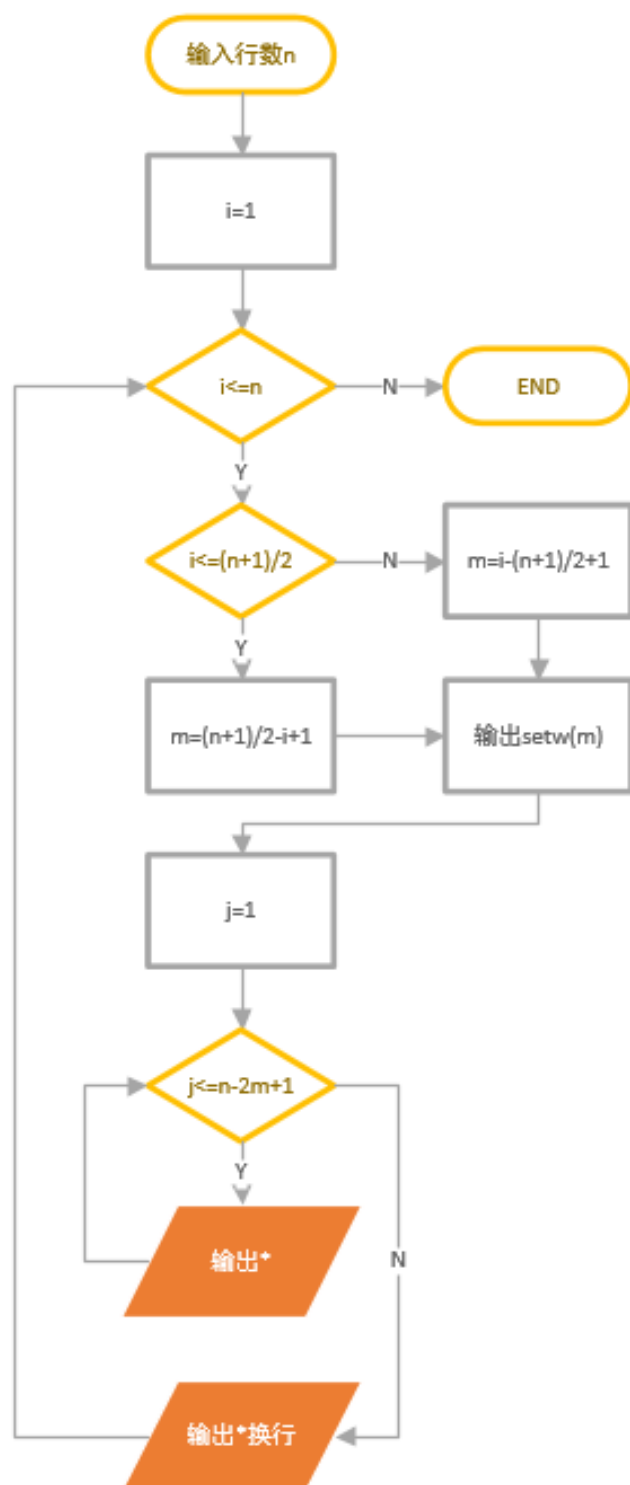 输入行数n
i=1
i<=n
N
END
Y
i<=(n+1)/2
N
m=i-(n+1)/2+1
Y
m=(n+1)/2-i+1
输出setw(m)
j=1
j<=n-2m+1
Y
输出*
N
输出*换行